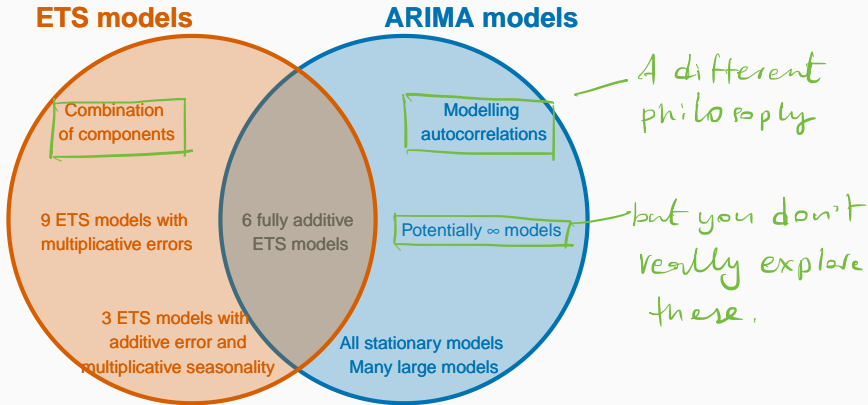 ETS models
ARIMA models
Combination
of components
Modelling
autocorrelations
A different
philosophy
9 ETS models with
multiplicative errors
6 fully additive
ETS models
Potentially ∞ models
but you don't
really explore
these.
3 ETS models with
additive error and
multiplicative seasonality
All stationary models
Many large models